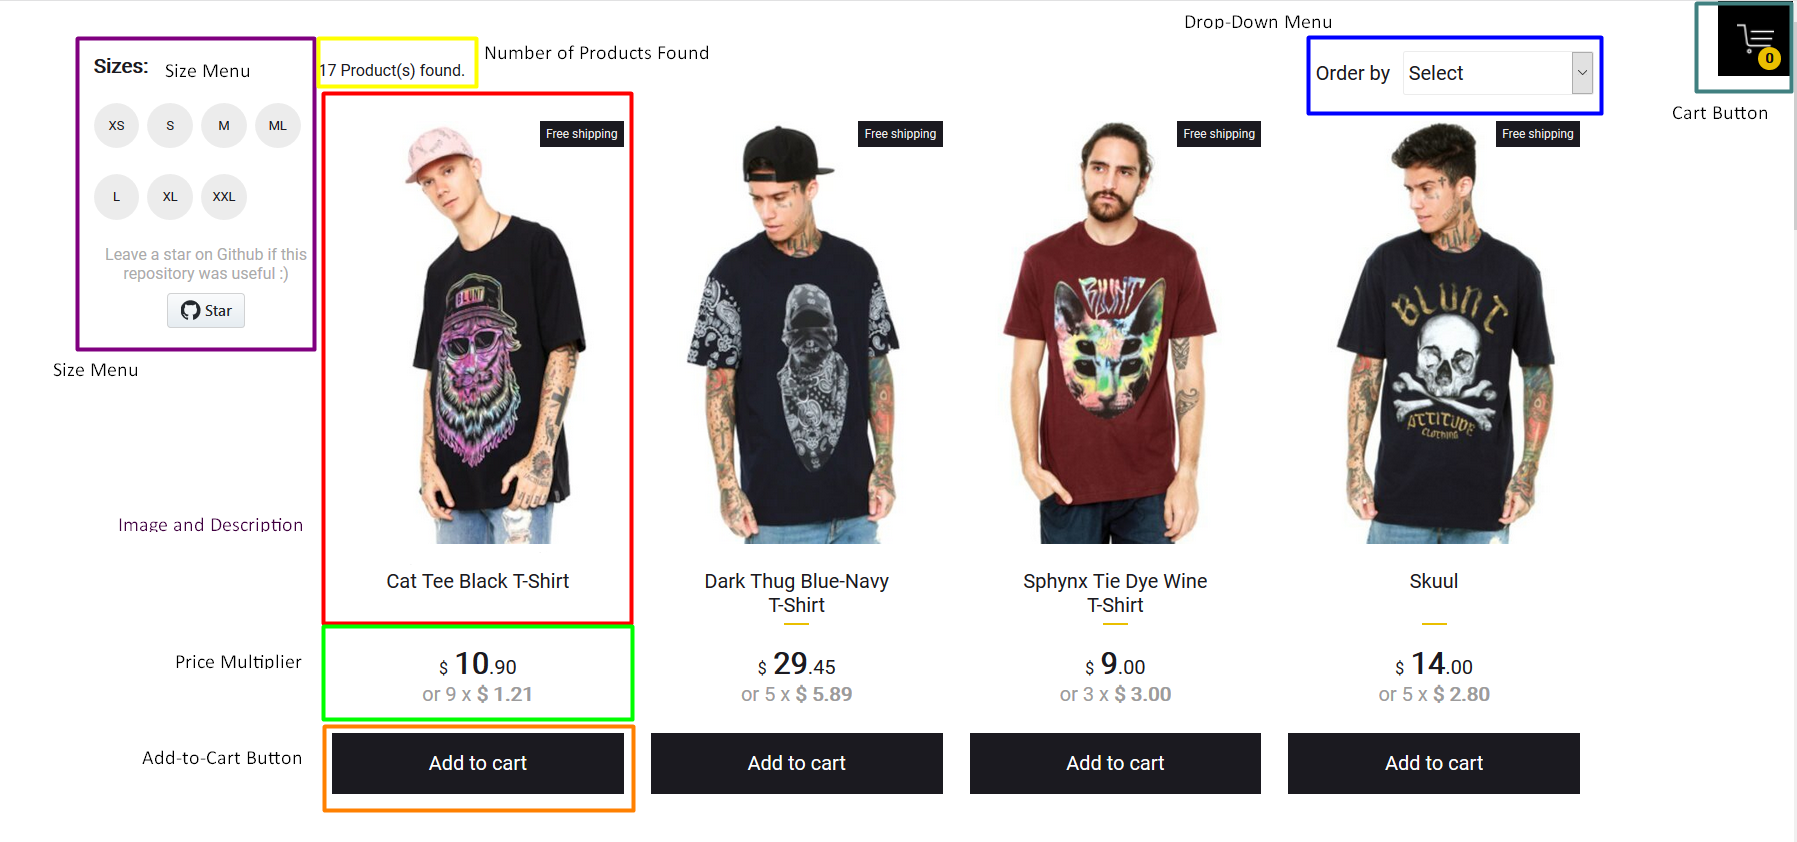 Drop-Down Menu
Number of Products Found
Sizes:
Size Menu
17 Product(s) found.
Order by
Select
0
Cart Button
XS
S
M
ML
L
XL
XXL
Leave a star on Github if this
repository was useful :)
Star
Size Menu
Free shipping
Free shipping
Free shipping
Free shipping
BLUNT
BLUNT
BLUNT
ATTITUDE
CLOTHING
Image and Description
Cat Tee Black T-Shirt
Dark Thug Blue-Navy
T-Shirt
Sphynx Tie Dye Wine
T-Shirt
Skuul
Price Multiplier
$ 10.90
or 9 x $ 1.21
$ 29.45
or 5 x $ 5.89
$ 9.00
or 3 x $ 3.00
$ 14.00
or 5 x $ 2.80
Add-to-Cart Button
Add to cart
Add to cart
Add to cart
Add to cart